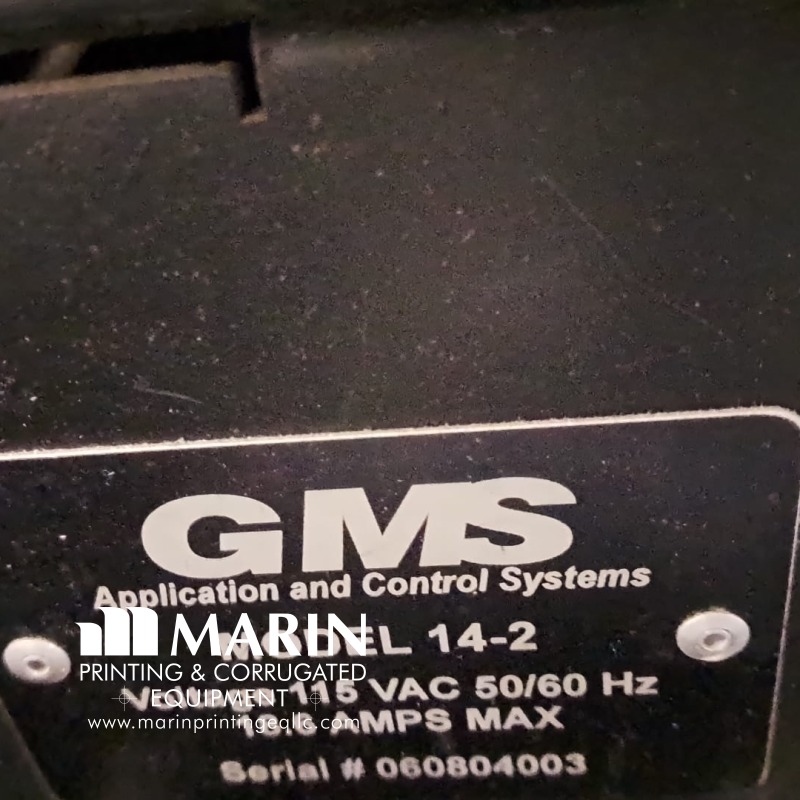 GMS
Application and Control Systems
MODEL 14-2
115 VAC 50/60 Hz
AMPS MAX
Serial # 060804003
MARIN
PRINTING & CORRUGATED
EQUIPMENT
www.marinprintingeqllc.com